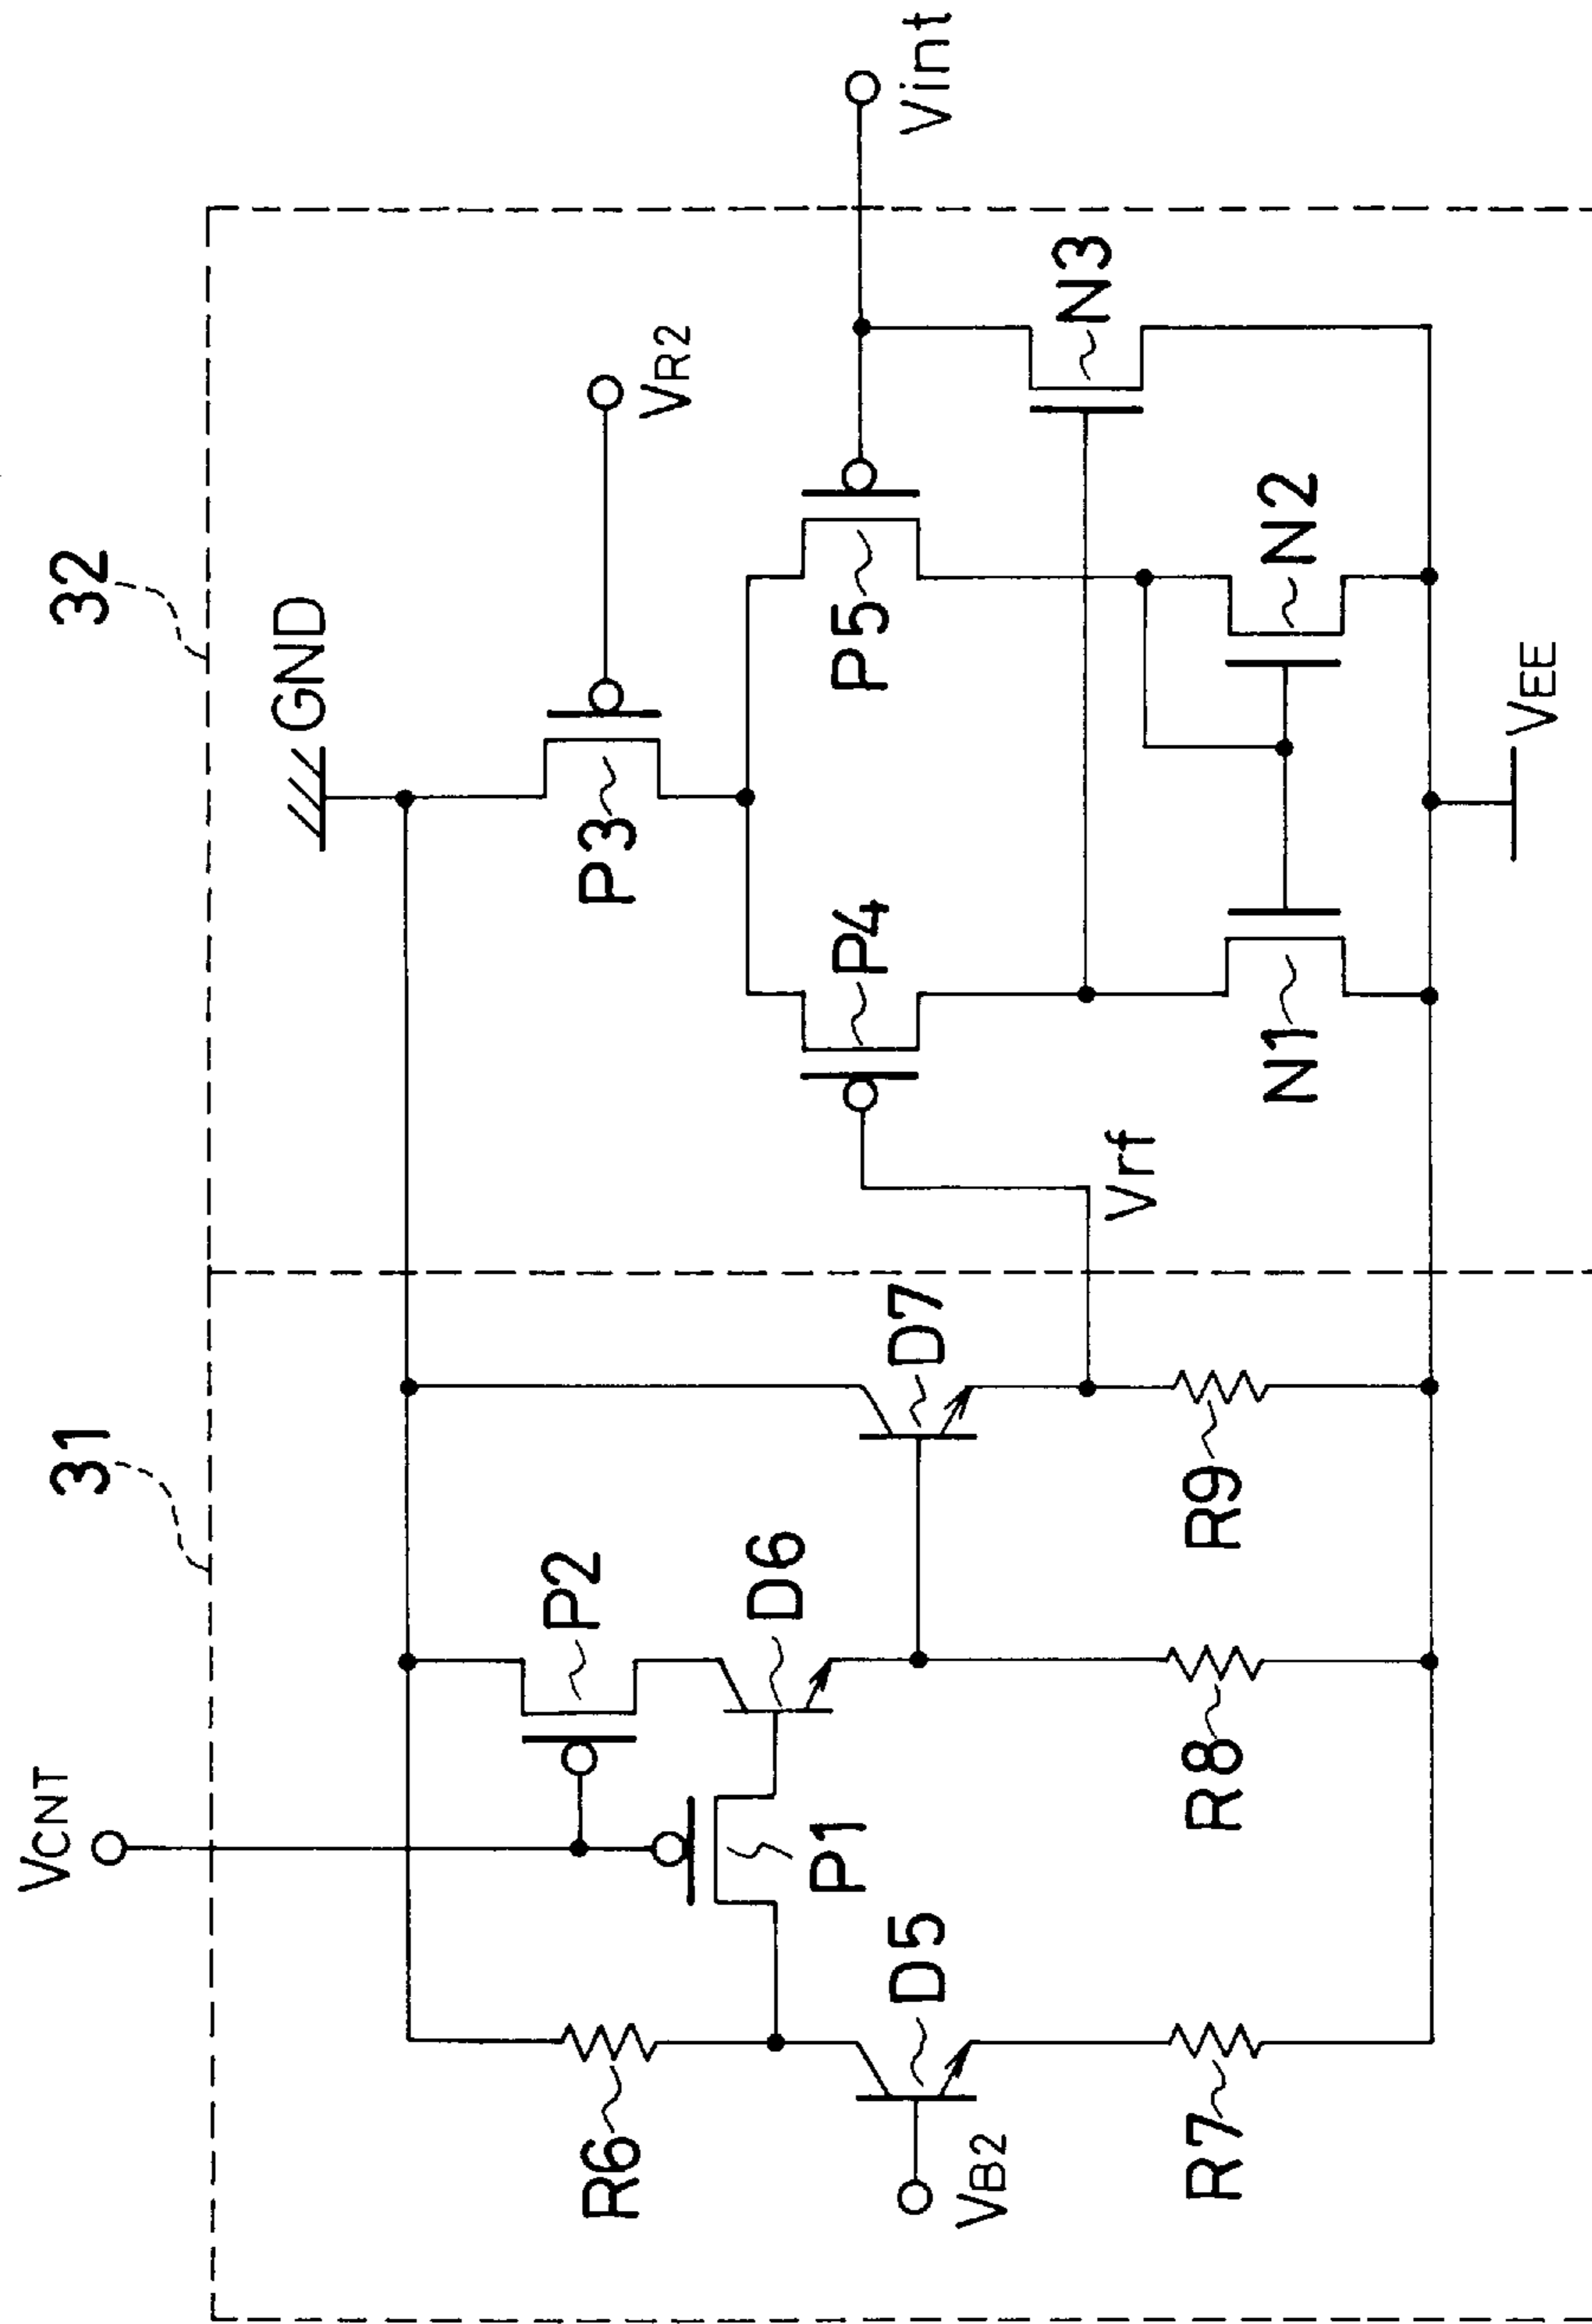 31
32
VCNT
GND
VR2
Vint
R6
P2
P3
P1
D6
P4
P5
D5
D7
N3
VB2
Vrf
R7
R8
R9
N1
N2
VEE